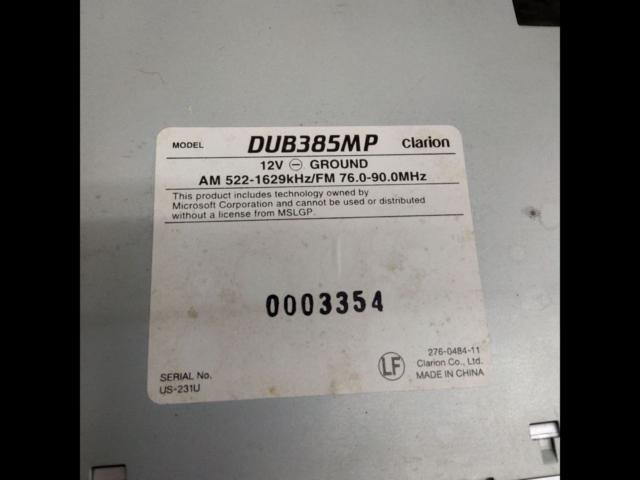 MODEL DUB385MP clarion
12V ⊖ GROUND
AM 522-1629kHz/FM 76.0-90.0MHz
This product includes technology owned by
Microsoft Corporation and cannot be used or distributed
without a license from MSLGP.
0003354
SERIAL No.
US-231U
LF
276-0484-11
Clarion Co., Ltd.
MADE IN CHINA